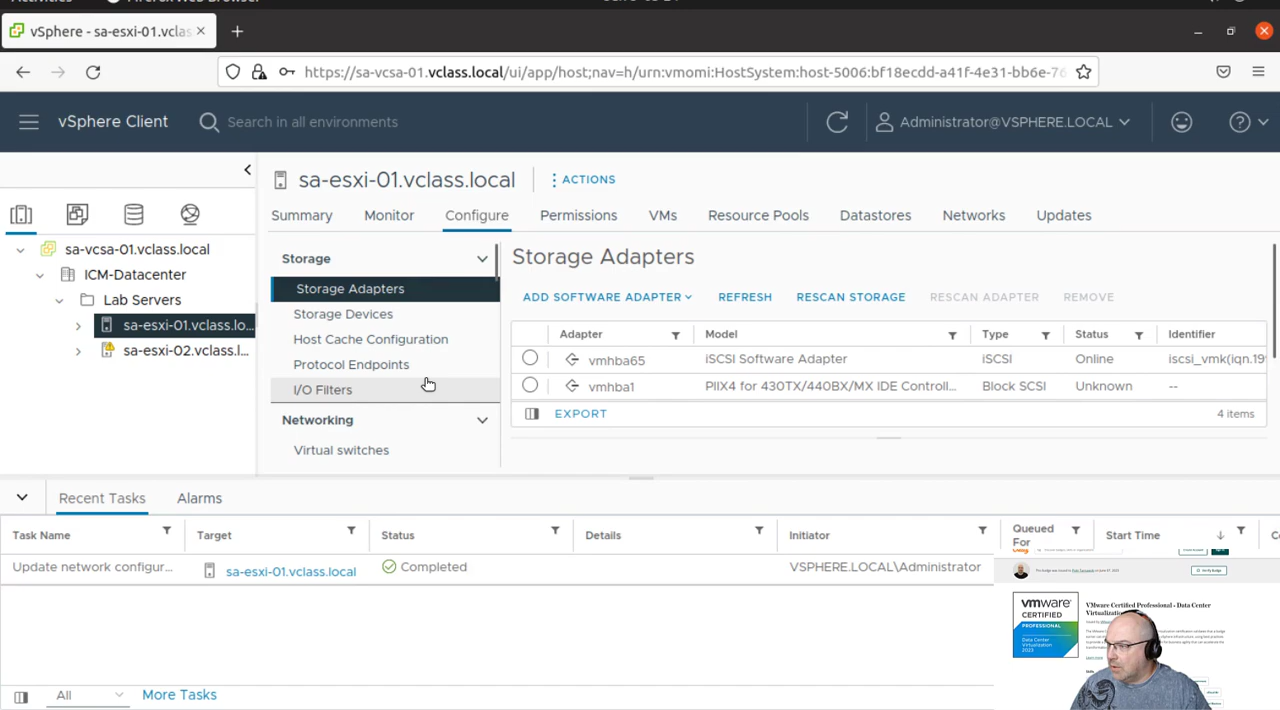 vSphere - sa-esxi-01.vclas
https://sa-vcsa-01.vclass.local/ui/app/host;nav=h/urn:vmomi:HostSystem:host-5006:bf18ecdd-a41f-4e31-bb6e-76
vSphere Client
Search in all environments
Administrator@VSPHERE.LOCAL
sa-esxi-01.vclass.local
ACTIONS
Summary Monitor Configure Permissions VMs Resource Pools Datastores Networks Updates
sa-vcsa-01.vclass.local
ICM-Datacenter
Lab Servers
sa-esxi-01.vclass.lo...
sa-esxi-02.vclass.l...
Storage
Storage Adapters
Storage Devices
Host Cache Configuration
Protocol Endpoints
I/O Filters
Networking
Virtual switches
Storage Adapters
ADD SOFTWARE ADAPTER REFRESH RESCAN STORAGE RESCAN ADAPTER REMOVE
Adapter Model Type Status Identifier
vmhba65 iSCSI Software Adapter iSCSI Online iscsi_vmk(iqn.19
vmhba1 PIIX4 for 430TX/440BX/MX IDE Controll... Block SCSI Unknown --
EXPORT 4 items
Recent Tasks Alarms
Task Name Target Status Details Initiator Queued For Start Time
Update network configur... sa-esxi-01.vclass.local Completed VSPHERE.LOCAL\Administrator
All More Tasks
vmware
CERTIFIED
PROFESSIONAL
Data Center
Virtualization
2023
VMware Certified Professional - Data Center